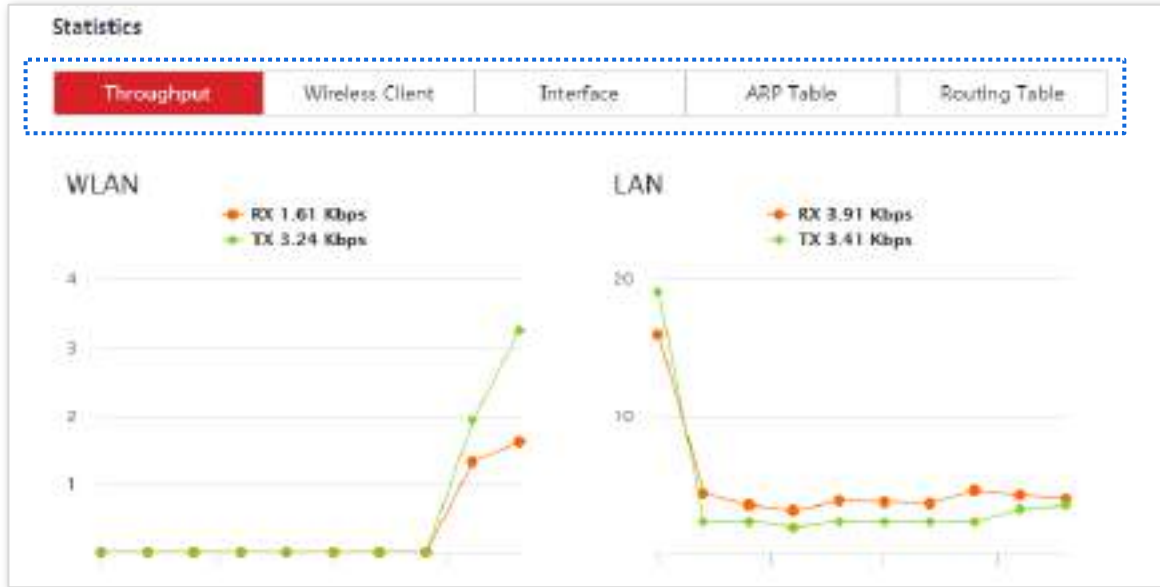 Statistics
Throughput Wireless Client Interface ARP Table Routing Table
WLAN
RX 1.61 Kbps
TX 3.24 Kbps
4
3
2
1
LAN
RX 3.91 Kbps
TX 3.41 Kbps
20
10